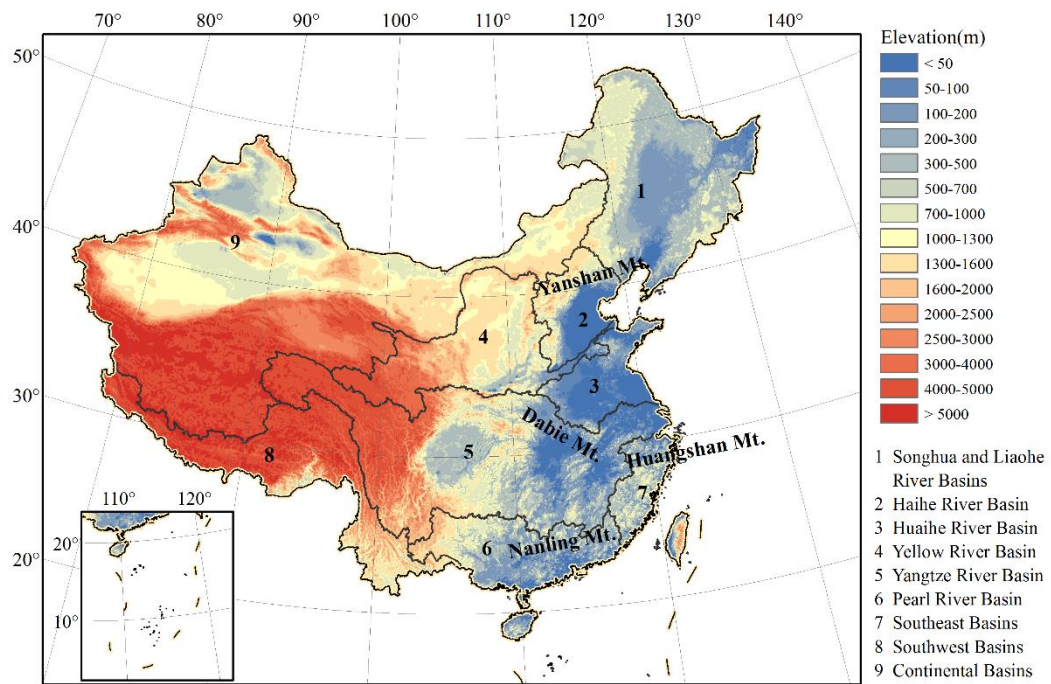 70° 80° 90° 100° 110° 120° 130° 140°
50°
40°
30°
20°
1
9
Yanshan Mt.
2
4
3
Dabie Mt.
5
Huangshan Mt.
8
7
6
Nanling Mt.
110° 120°
20°
10°
Elevation(m)
< 50
50-100
100-200
200-300
300-500
500-700
700-1000
1000-1300
1300-1600
1600-2000
2000-2500
2500-3000
3000-4000
4000-5000
> 5000
1 Songhua and Liaohe
River Basins
2 Haihe River Basin
3 Huaihe River Basin
4 Yellow River Basin
5 Yangtze River Basin
6 Pearl River Basin
7 Southeast Basins
8 Southwest Basins
9 Continental Basins